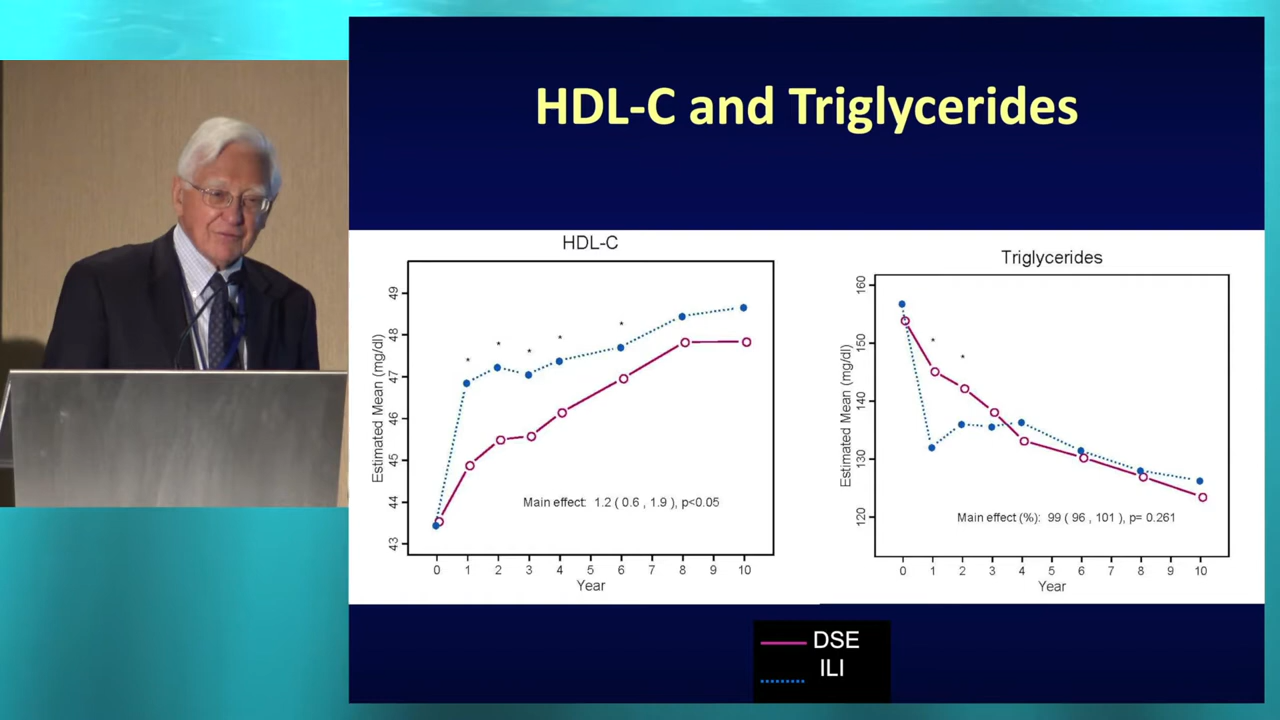 HDL-C and Triglycerides
HDL-C
Estimated Mean (mg/dl)
49
48
47
46
45
44
43
* * * * *
Main effect: 1.2 ( 0.6 , 1.9 ), p<0.05
0 1 2 3 4 5 6 7 8 9 10
Year
Triglycerides
Estimated Mean (mg/dl)
160
150
140
130
120
* *
Main effect (%): 99 ( 96 , 101 ), p= 0.261
0 1 2 3 4 5 6 7 8 9 10
Year
DSE
ILI